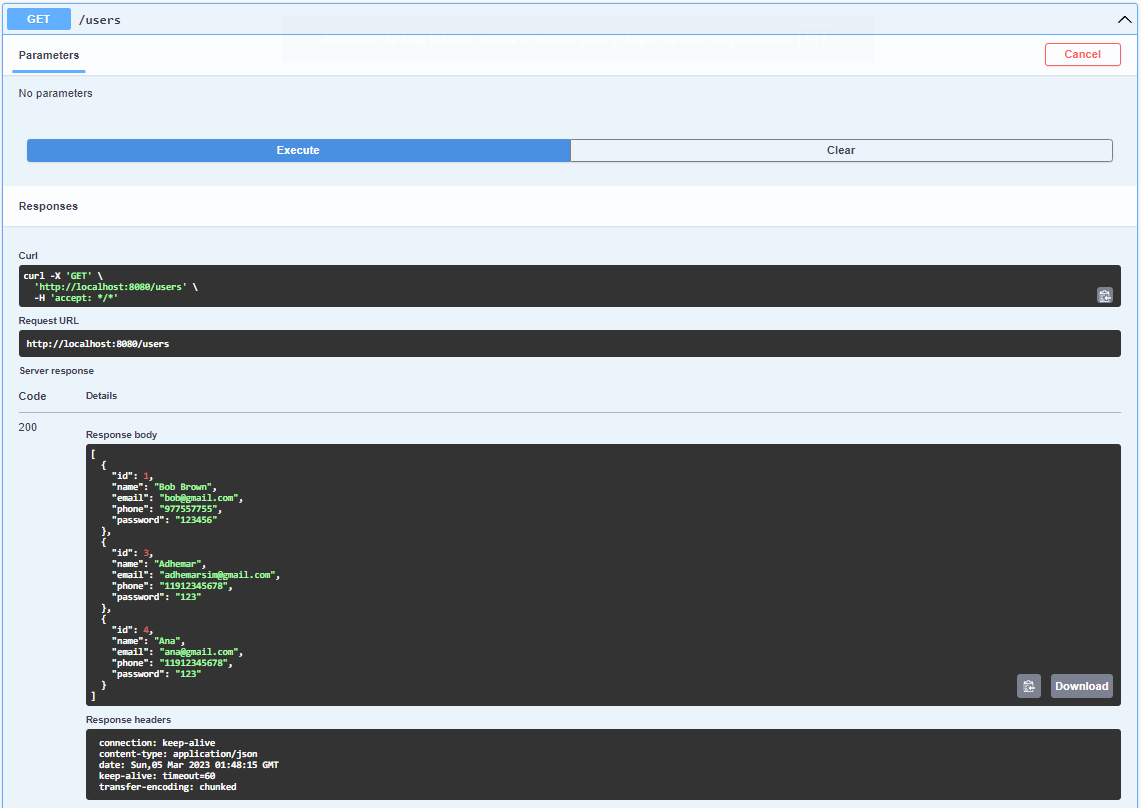 GET /users
Parameters
Cancel
No parameters
Execute
Clear
Responses
Curl
curl -X 'GET' \
  'http://localhost:8080/users' \
  -H 'accept: */*'
Request URL
http://localhost:8080/users
Server response
Code Details
200
Response body
[
  {
    "id": 1,
    "name": "Bob Brown",
    "email": "bob@gmail.com",
    "phone": "977557755",
    "password": "123456"
  },
  {
    "id": 3,
    "name": "Adhemar",
    "email": "adhemarsim@gmail.com",
    "phone": "11912345678",
    "password": "123"
  },
  {
    "id": 4,
    "name": "Ana",
    "email": "ana@gmail.com",
    "phone": "11912345678",
    "password": "123"
  }
]
Download
Response headers
connection: keep-alive
content-type: application/json
date: Sun,05 Mar 2023 01:48:15 GMT
keep-alive: timeout=60
transfer-encoding: chunked